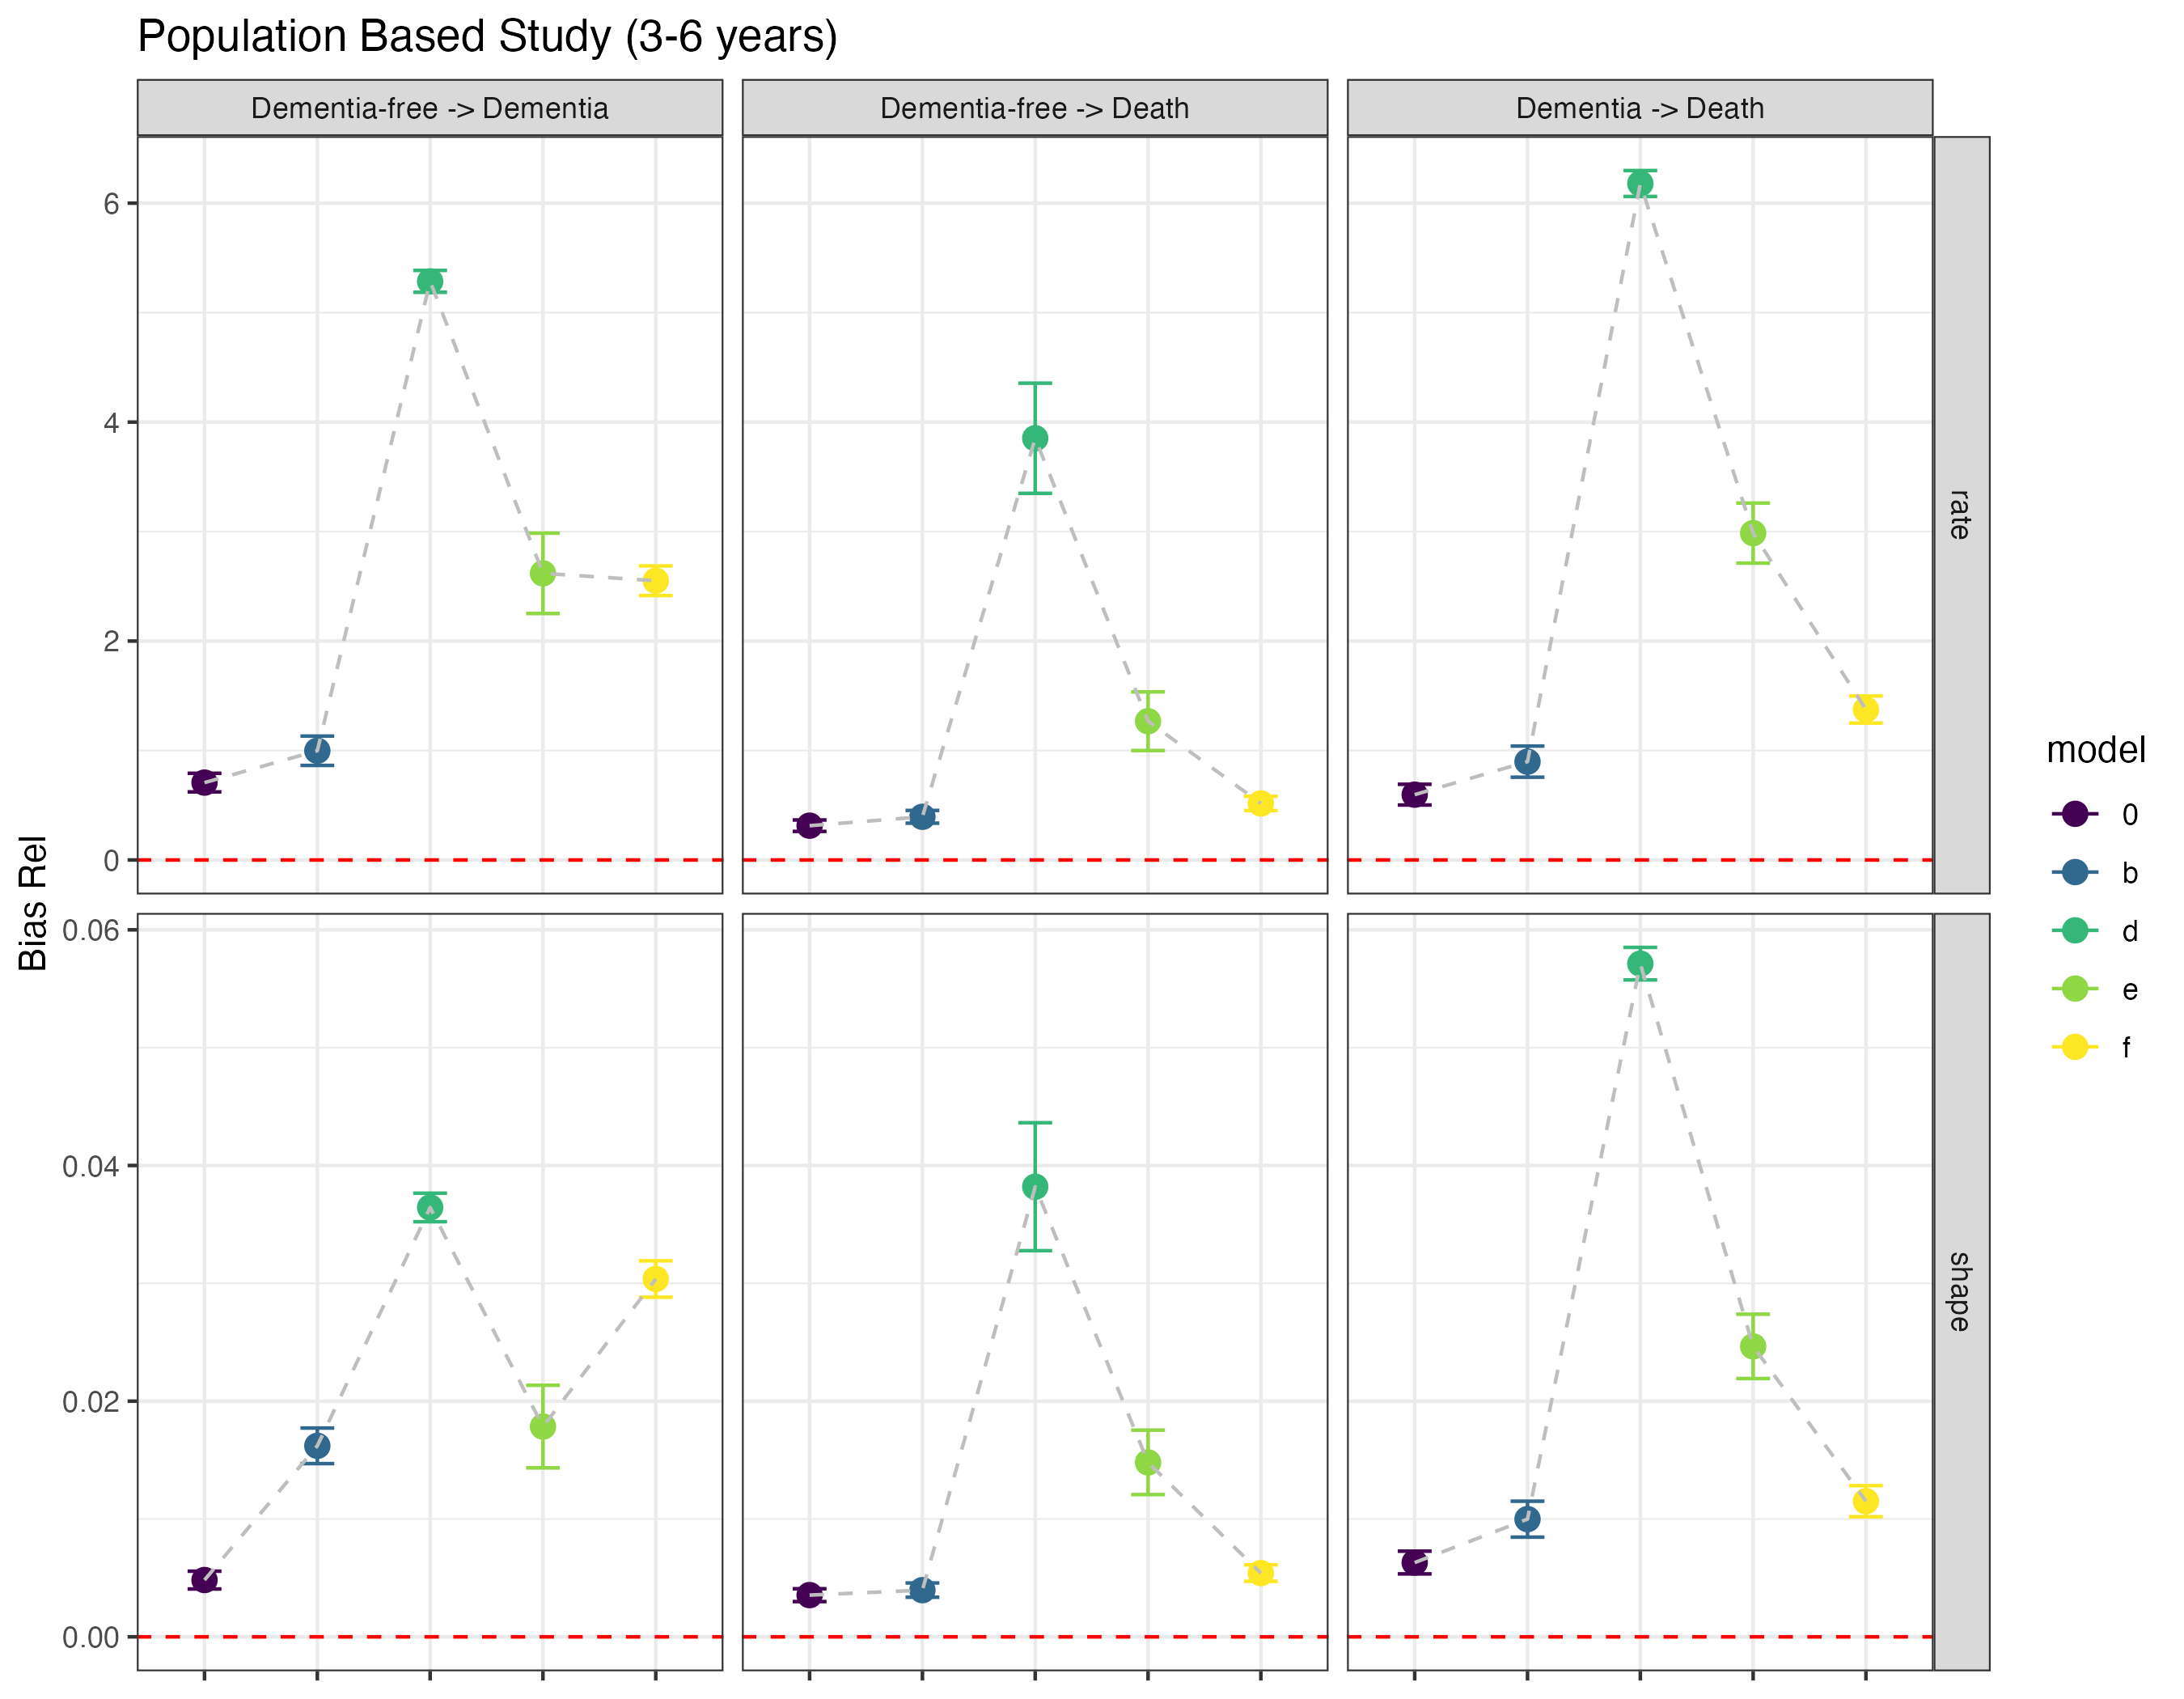 Population Based Study (3-6 years)
Dementia-free -> Dementia
Dementia-free -> Death
Dementia -> Death
6
4
2
0
rate
Bias Rel
0.06
0.04
0.02
0.00
shape
model
0
b
d
e
f